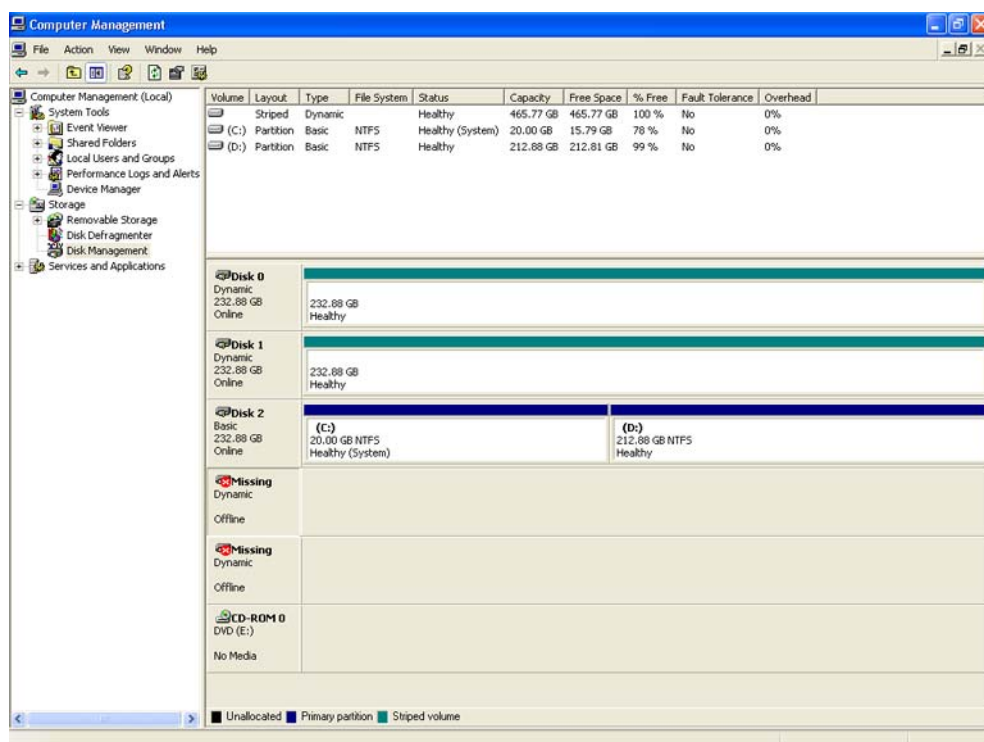 Computer Management
File Action View Window Help
Computer Management (Local)
System Tools
Event Viewer
Shared Folders
Local Users and Groups
Performance Logs and Alerts
Device Manager
Storage
Removable Storage
Disk Defragmenter
Disk Management
Services and Applications
Volume Layout Type File System Status Capacity Free Space % Free Fault Tolerance Overhead
Striped Dynamic Healthy 465.77 GB 465.77 GB 100 % No 0%
(C:) Partition Basic NTFS Healthy (System) 20.00 GB 15.79 GB 78 % No 0%
(D:) Partition Basic NTFS Healthy 212.88 GB 212.81 GB 99 % No 0%
Disk 0
Dynamic
232.88 GB
Online
232.88 GB
Healthy
Disk 1
Dynamic
232.88 GB
Online
232.88 GB
Healthy
Disk 2
Basic
232.88 GB
Online
(C:)
20.00 GB NTFS
Healthy (System)
(D:)
212.88 GB NTFS
Healthy
Missing
Dynamic
Offline
Missing
Dynamic
Offline
CD-ROM 0
DVD (E:)
No Media
Unallocated Primary partition Striped volume